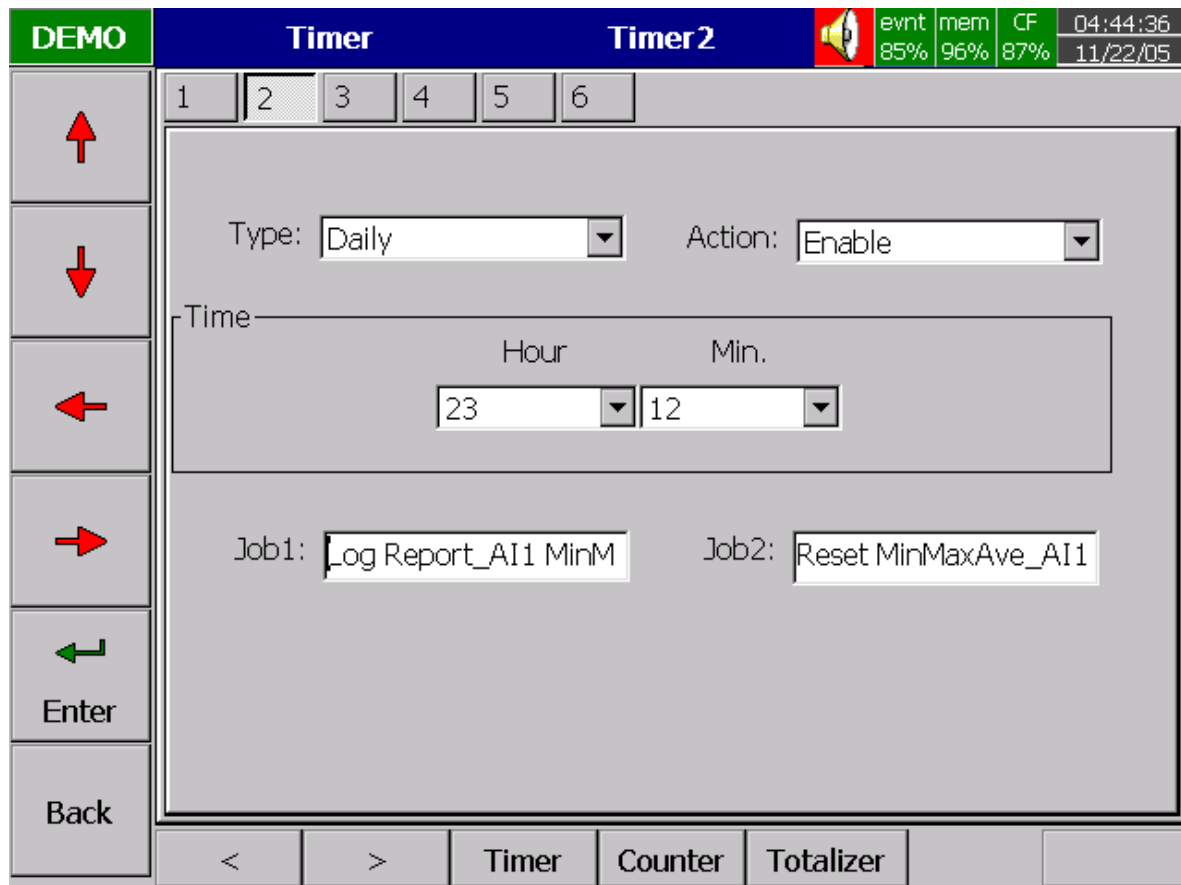 DEMO Timer Timer2 evnt mem CF 04:44:36
85% 96% 87% 11/22/05
1 2 3 4 5 6
Type: Daily Action: Enable
Time
Hour Min.
23 12
Job1: Log Report_AI1 MinM Job2: Reset MinMaxAve_AI1
Enter
Back
< > Timer Counter Totalizer